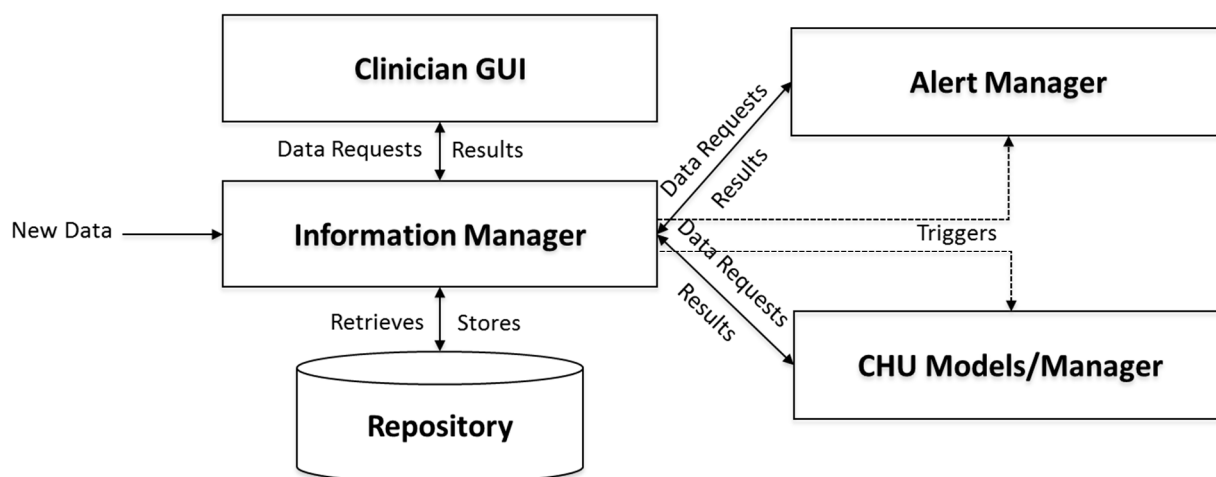 Clinician GUI
Alert Manager
Data Requests Results
Data Requests
Results
New Data
Information Manager
Triggers
Data Requests
Results
Retrieves Stores
CHU Models/Manager
Repository